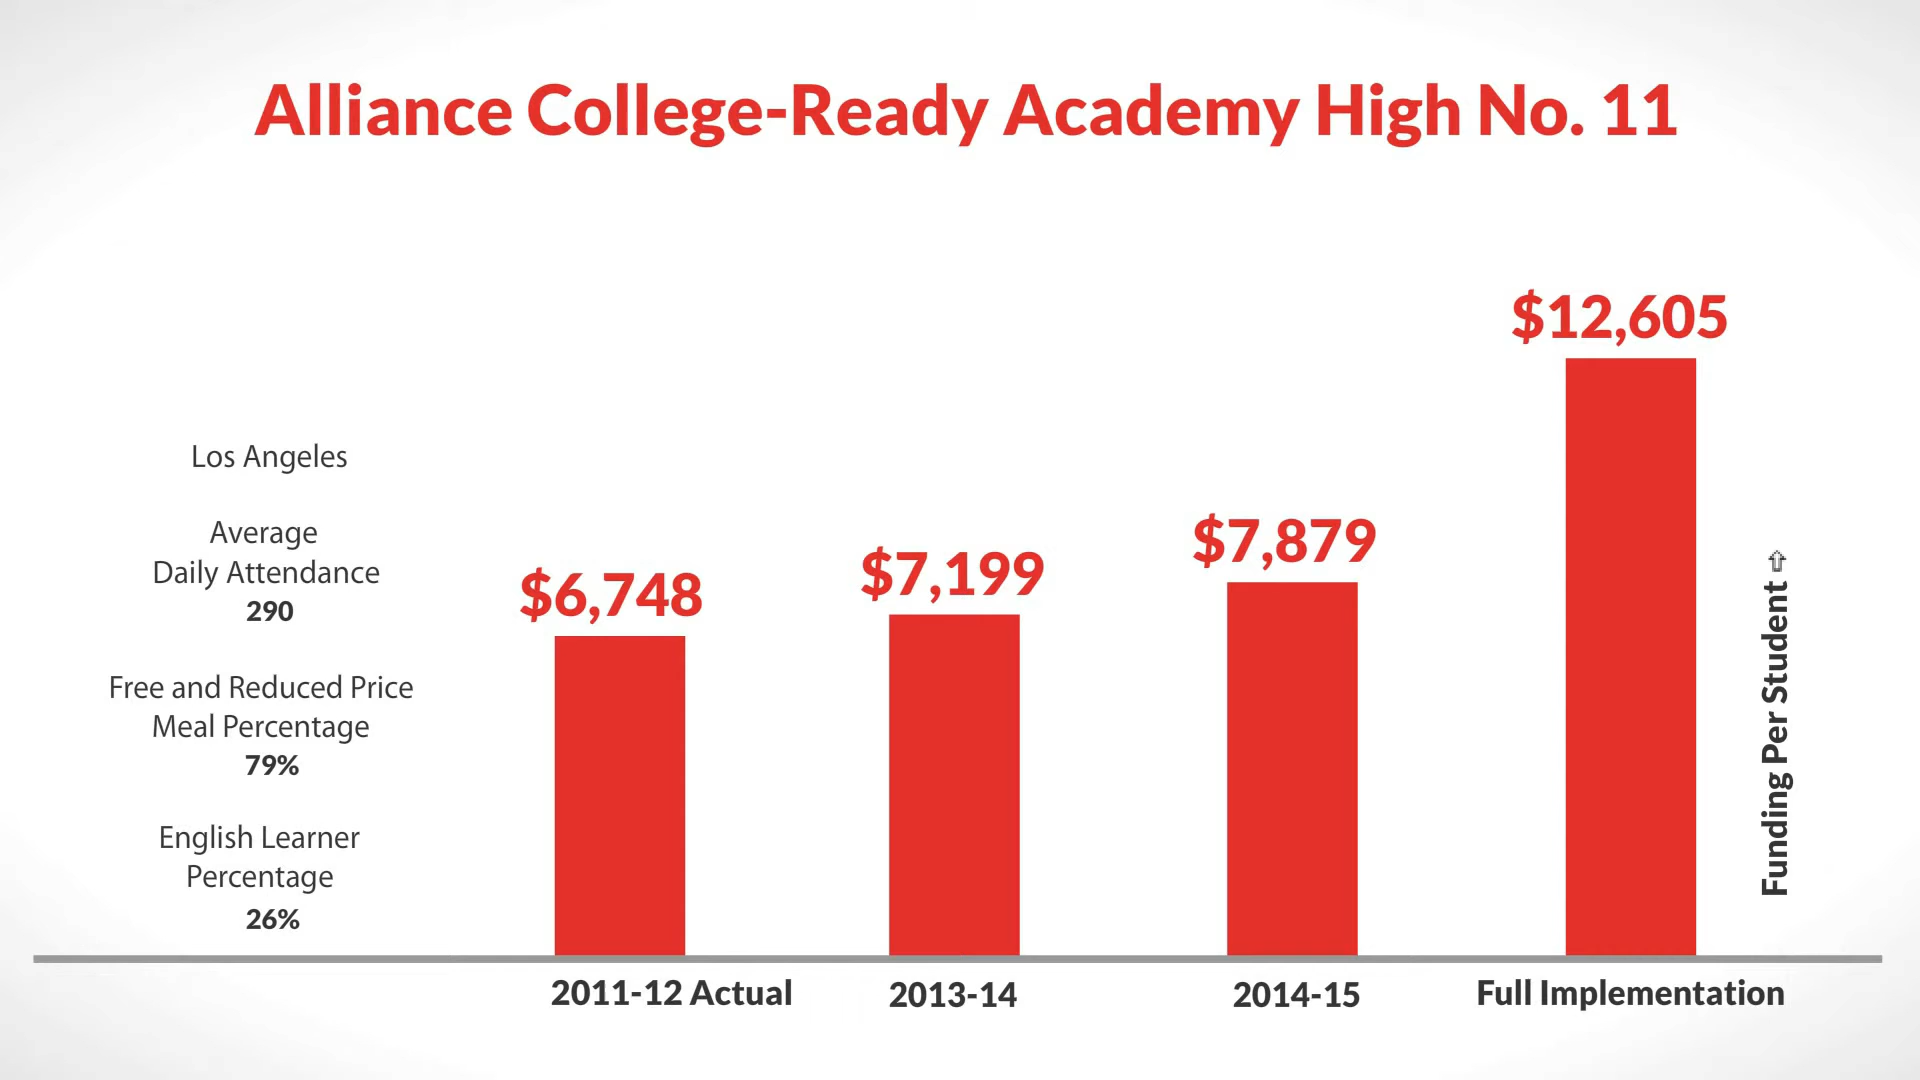 Alliance College-Ready Academy High No. 11
Los Angeles
Average
Daily Attendance
290
Free and Reduced Price
Meal Percentage
79%
English Learner
Percentage
26%
$6,748
$7,199
$7,879
$12,605
Funding Per Student
2011-12 Actual
2013-14
2014-15
Full Implementation